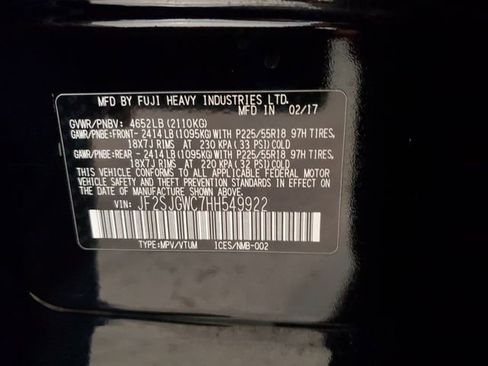 MFD BY FUJI HEAVY INDUSTRIES LTD.
MFD IN 02/17
GVWR/PNBV: 4652LB (2110KG)
GAWR/PNBE: FRONT- 2414 LB (1095KG) WITH P225/55R18 97H TIRES,
18X7J RIMS AT 230 KPA (33 PSI) COLD
GAWR/PNBE: REAR - 2414 LB (1095KG) WITH P225/55R18 97H TIRES,
18X7J RIMS AT 220 KPA (32 PSI) COLD
THIS VEHICLE CONFORMS TO ALL APPLICABLE FEDERAL MOTOR
VEHICLE SAFETY AND THEFT PREVENTION STANDARDS IN EFFECT
ON THE DATE OF MANUFACTURE SHOWN ABOVE.
VIN: JF2SJGWC7HH549922
TYPE: MPV/VTUM ICES/NMB-002